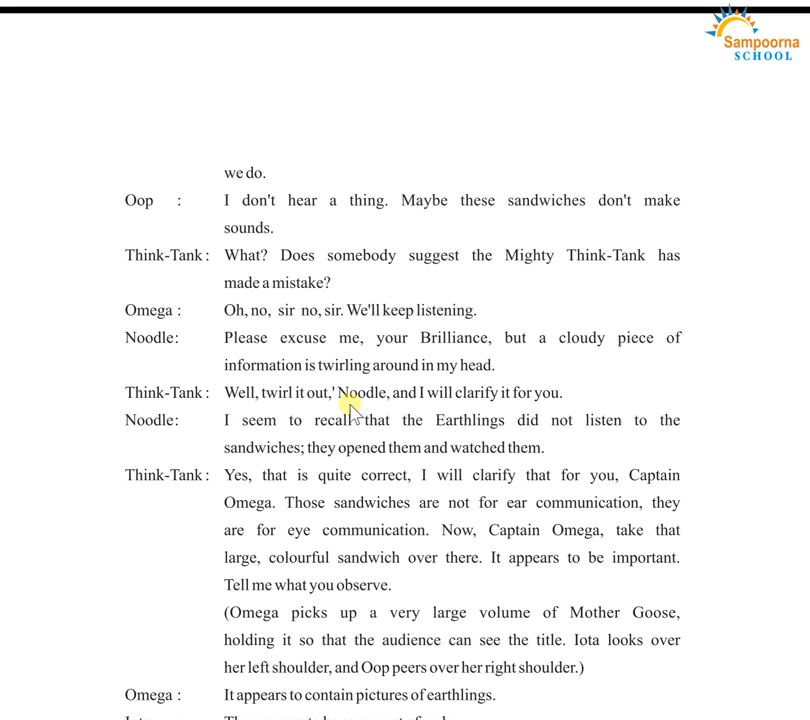 Sampoorna
SCHOOL
we do.
Oop : I don't hear a thing. Maybe these sandwiches don't make
sounds.
Think-Tank : What? Does somebody suggest the Mighty Think-Tank has
made a mistake?
Omega : Oh, no, sir no, sir. We'll keep listening.
Noodle: Please excuse me, your Brilliance, but a cloudy piece of
information is twirling around in my head.
Think-Tank : Well, twirl it out,' Noodle, and I will clarify it for you.
Noodle: I seem to recall that the Earthlings did not listen to the
sandwiches; they opened them and watched them.
Think-Tank : Yes, that is quite correct, I will clarify that for you, Captain
Omega. Those sandwiches are not for ear communication, they
are for eye communication. Now, Captain Omega, take that
large, colourful sandwich over there. It appears to be important.
Tell me what you observe.
(Omega picks up a very large volume of Mother Goose,
holding it so that the audience can see the title. Iota looks over
her left shoulder, and Oop peers over her right shoulder.)
Omega : It appears to contain pictures of earthlings.